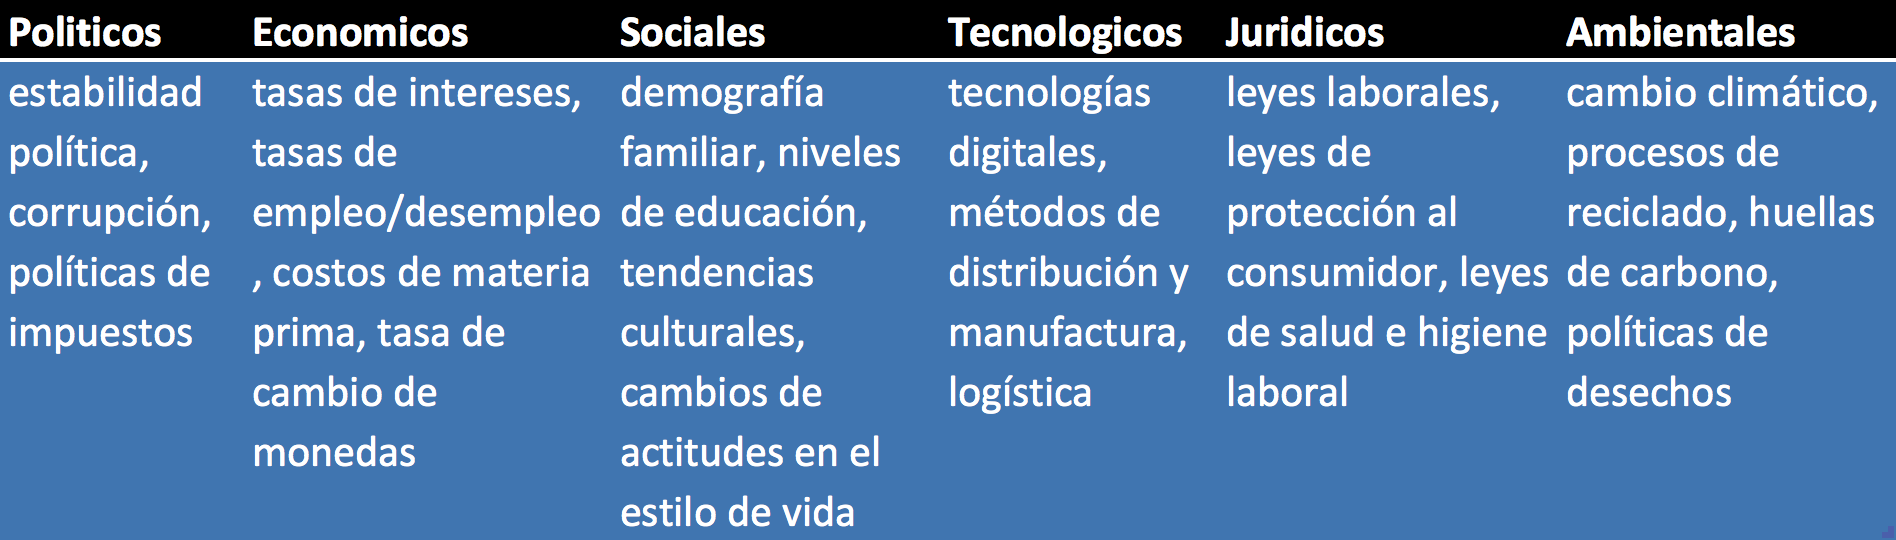 Politicos
Economicos
Sociales
Tecnologicos
Juridicos
Ambientales
estabilidad
política,
corrupción,
políticas de
impuestos
tasas de intereses,
tasas de
empleo/desempleo
, costos de materia
prima, tasa de
cambio de
monedas
demografía
familiar, niveles
de educación,
tendencias
culturales,
cambios de
actitudes en el
estilo de vida
tecnologías
digitales,
métodos de
distribución y
manufactura,
logística
leyes laborales,
leyes de
protección al
consumidor, leyes
de salud e higiene
laboral
cambio climático,
procesos de
reciclado, huellas
de carbono,
políticas de
desechos